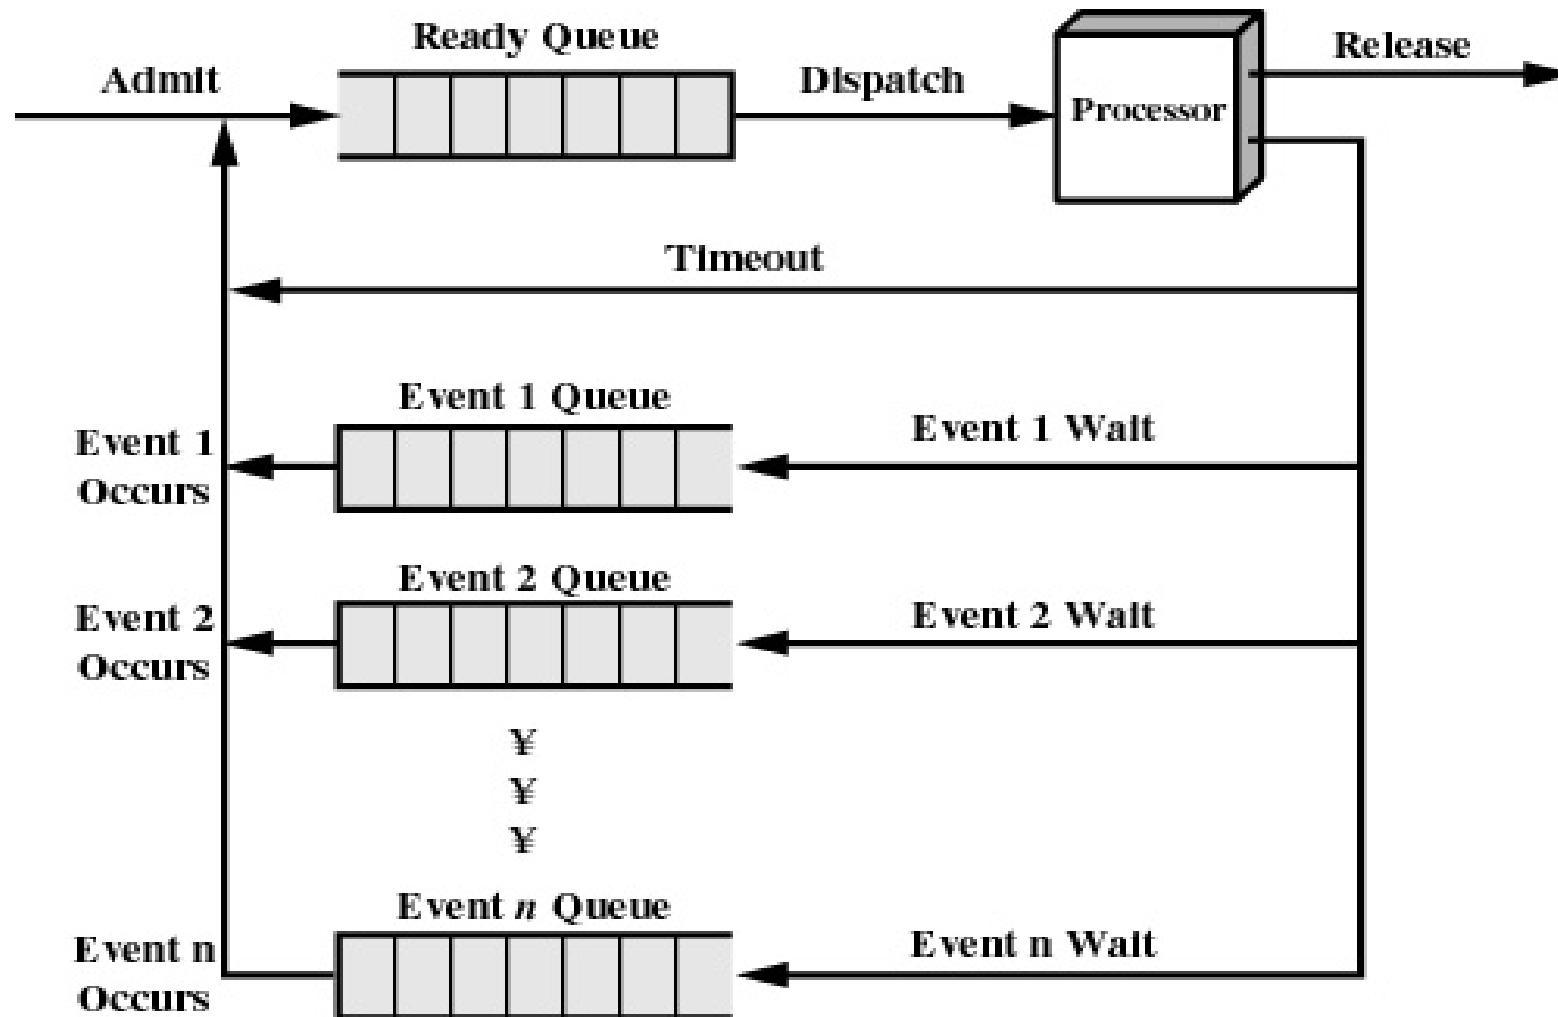 Ready Queue
Admit
Dispatch
Processor
Release
Timeout
Event 1 Queue
Event 1
Occurs
Event 1 Wait
Event 2 Queue
Event 2
Occurs
Event 2 Wait
¥
¥
¥
Event n Queue
Event n
Occurs
Event n Wait